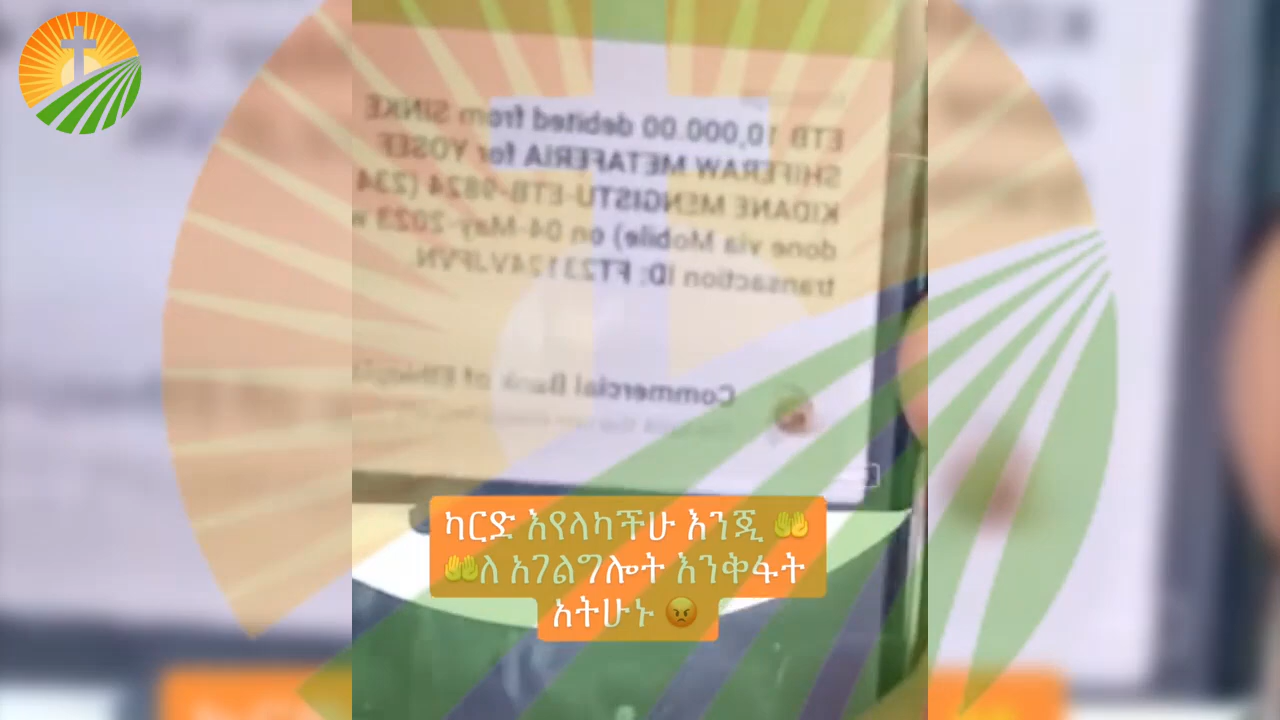 ETB 10,000.00 debited from SINKE
SHIFERAW METAFERIA for YOSEF
KIDANE MENGISTU-ETB-9824 (234
done via Mobile) on 04-May-2023
transaction ID: FT23124VJPVN
Commercial Bank of
ካርድ እየላካችሁ እንጂ 🤲
🤲ለ አገልግሎት እንቅፋት
አትሁኑ 😡